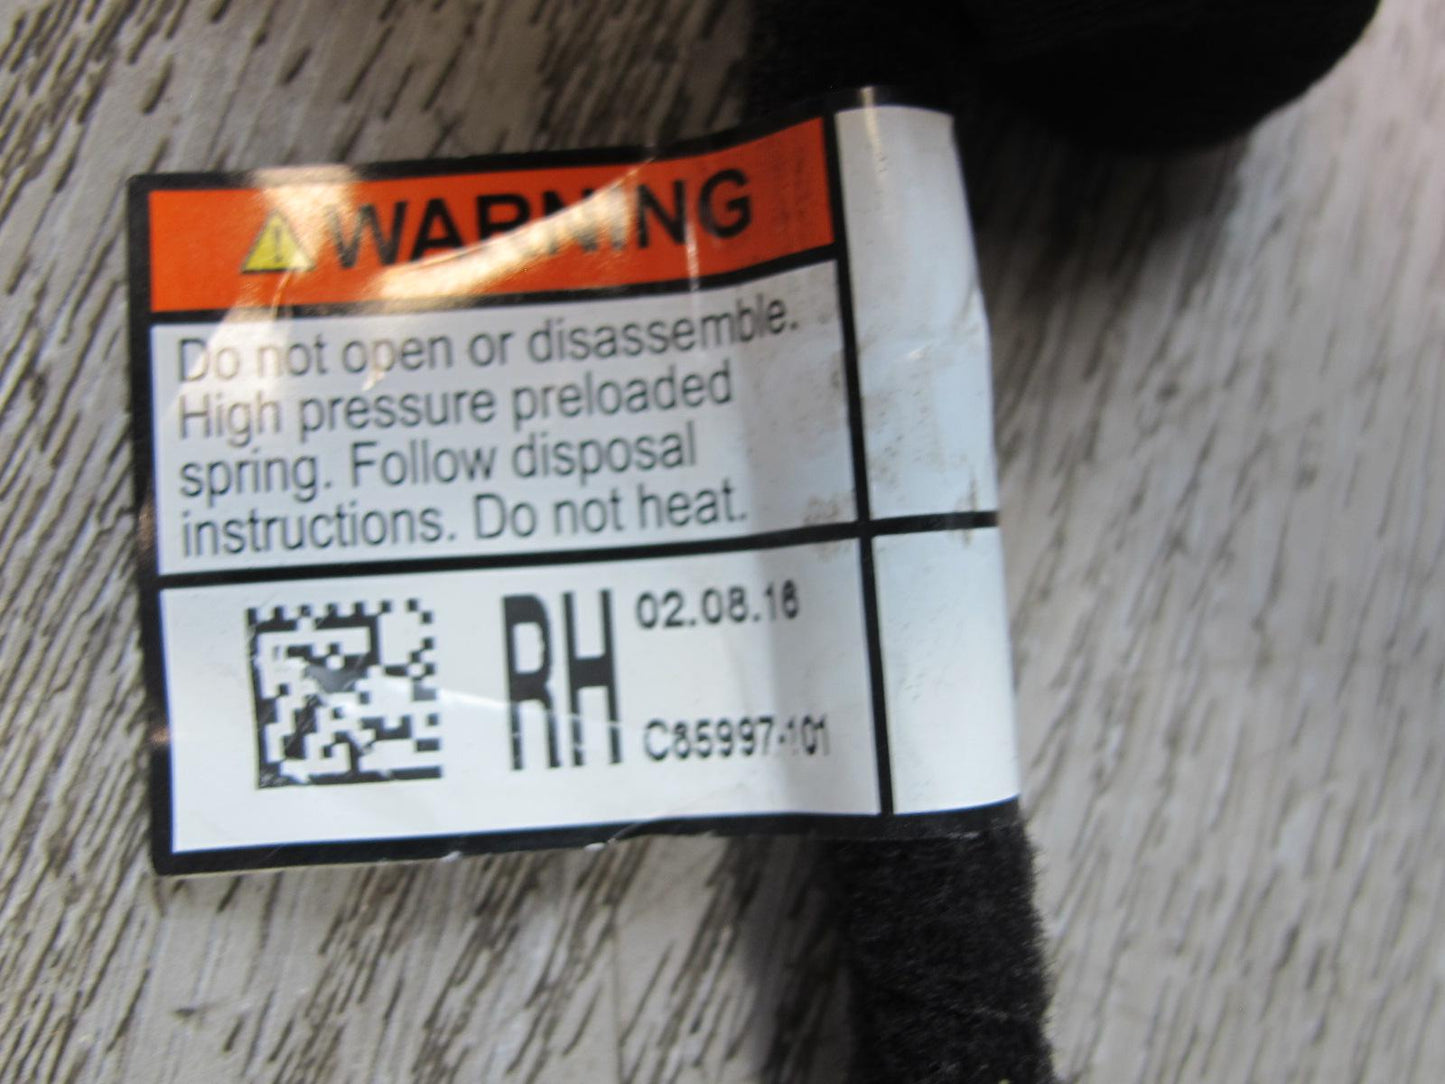 WARNING
Do not open or disassemble.
High pressure preloaded
spring. Follow disposal
instructions. Do not heat.
RH
02.08.16
C85997-101